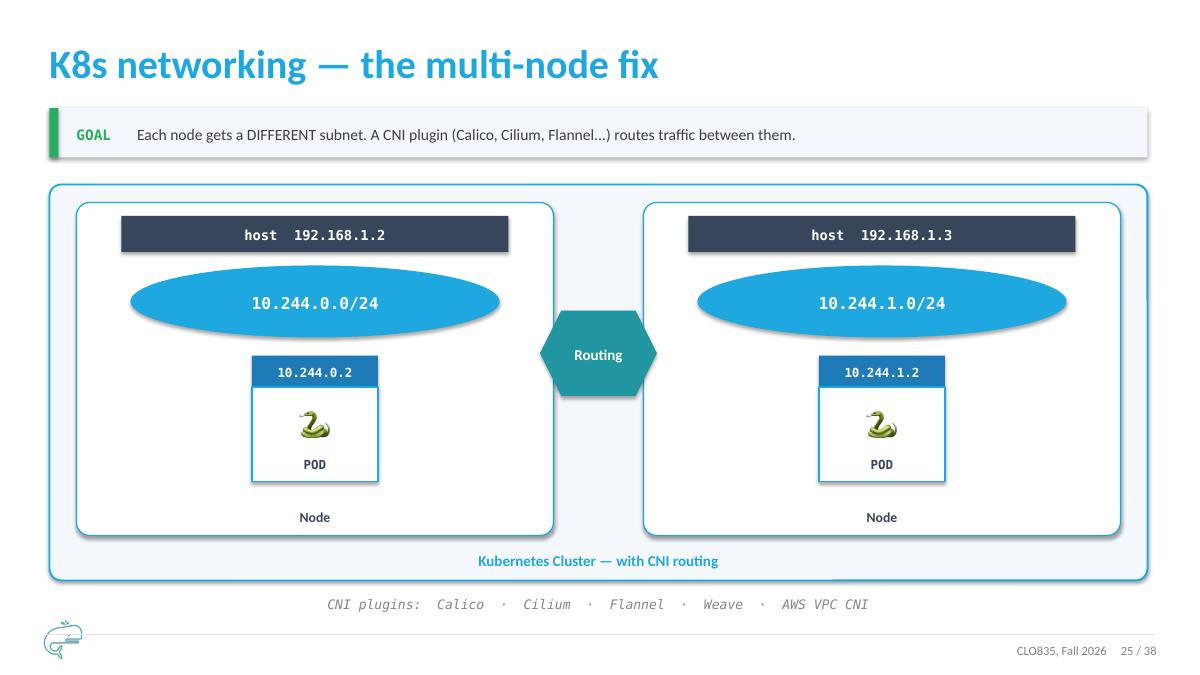 K8s networking — the multi-node fix
GOAL Each node gets a DIFFERENT subnet. A CNI plugin (Calico, Cilium, Flannel...) routes traffic between them.
host 192.168.1.2
10.244.0.0/24
10.244.0.2
POD
Node
Routing
host 192.168.1.3
10.244.1.0/24
10.244.1.2
POD
Node
Kubernetes Cluster — with CNI routing
CNI plugins: Calico · Cilium · Flannel · Weave · AWS VPC CNI
CLO835, Fall 2026 25 / 38